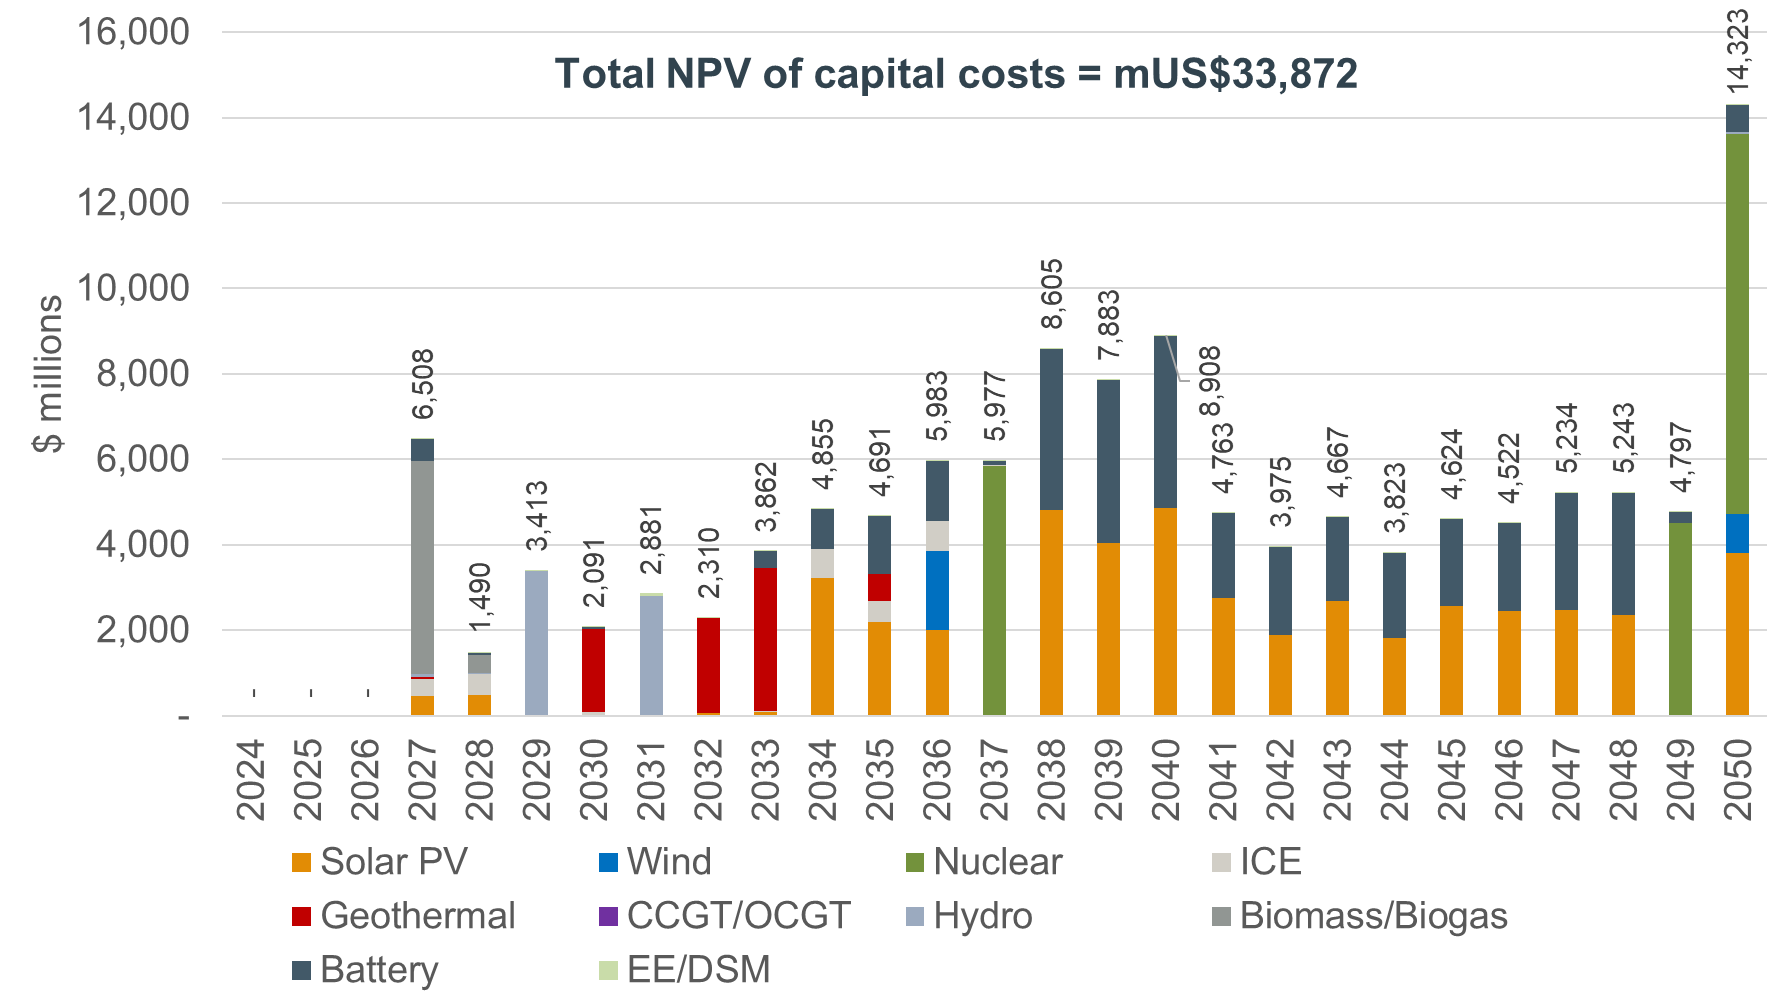 Total NPV of capital costs = mUS$33,872
$ millions
16,000
14,000
12,000
10,000
8,000
6,000
4,000
2,000
-
- - - 6,508 1,490 3,413 2,091 2,881 2,310 3,862 4,855 4,691 5,983 5,977 8,605 7,883 8,908 4,763 3,975 4,667 3,823 4,624 4,522 5,234 5,243 4,797 14,323
2024 2025 2026 2027 2028 2029 2030 2031 2032 2033 2034 2035 2036 2037 2038 2039 2040 2041 2042 2043 2044 2045 2046 2047 2048 2049 2050
Solar PV Wind Nuclear ICE
Geothermal CCGT/OCGT Hydro Biomass/Biogas
Battery EE/DSM